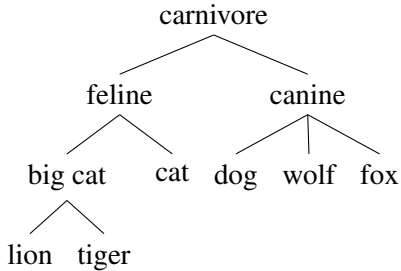 carnivore
feline canine
big cat cat dog wolf fox
lion tiger